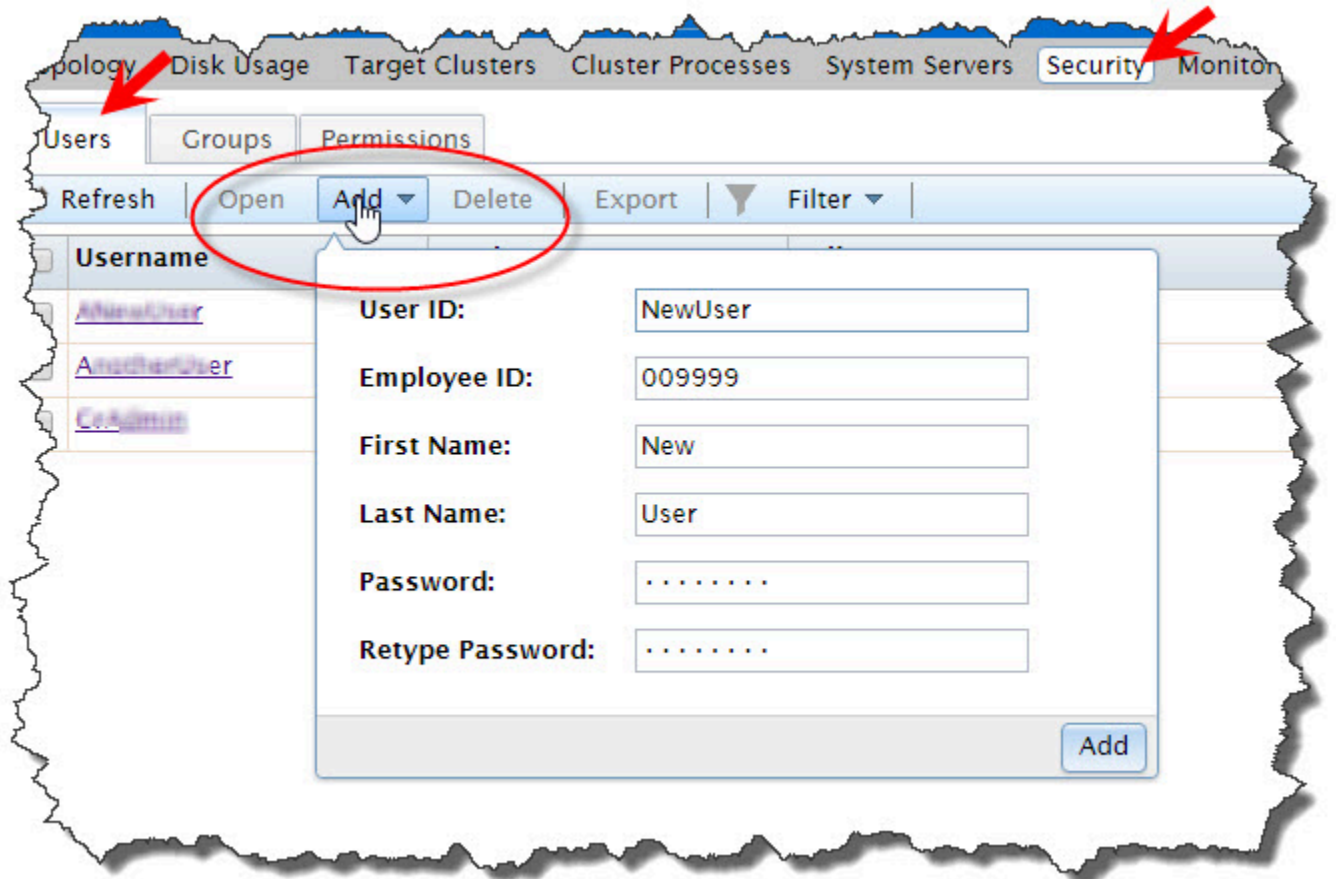 pology Disk Usage Target Clusters Cluster Processes System Servers Security Monitor
Users Groups Permissions
Refresh Open Add Delete Export Filter
Username
User ID: NewUser
Employee ID: 009999
First Name: New
Last Name: User
Password: ········
Retype Password: ········
Add